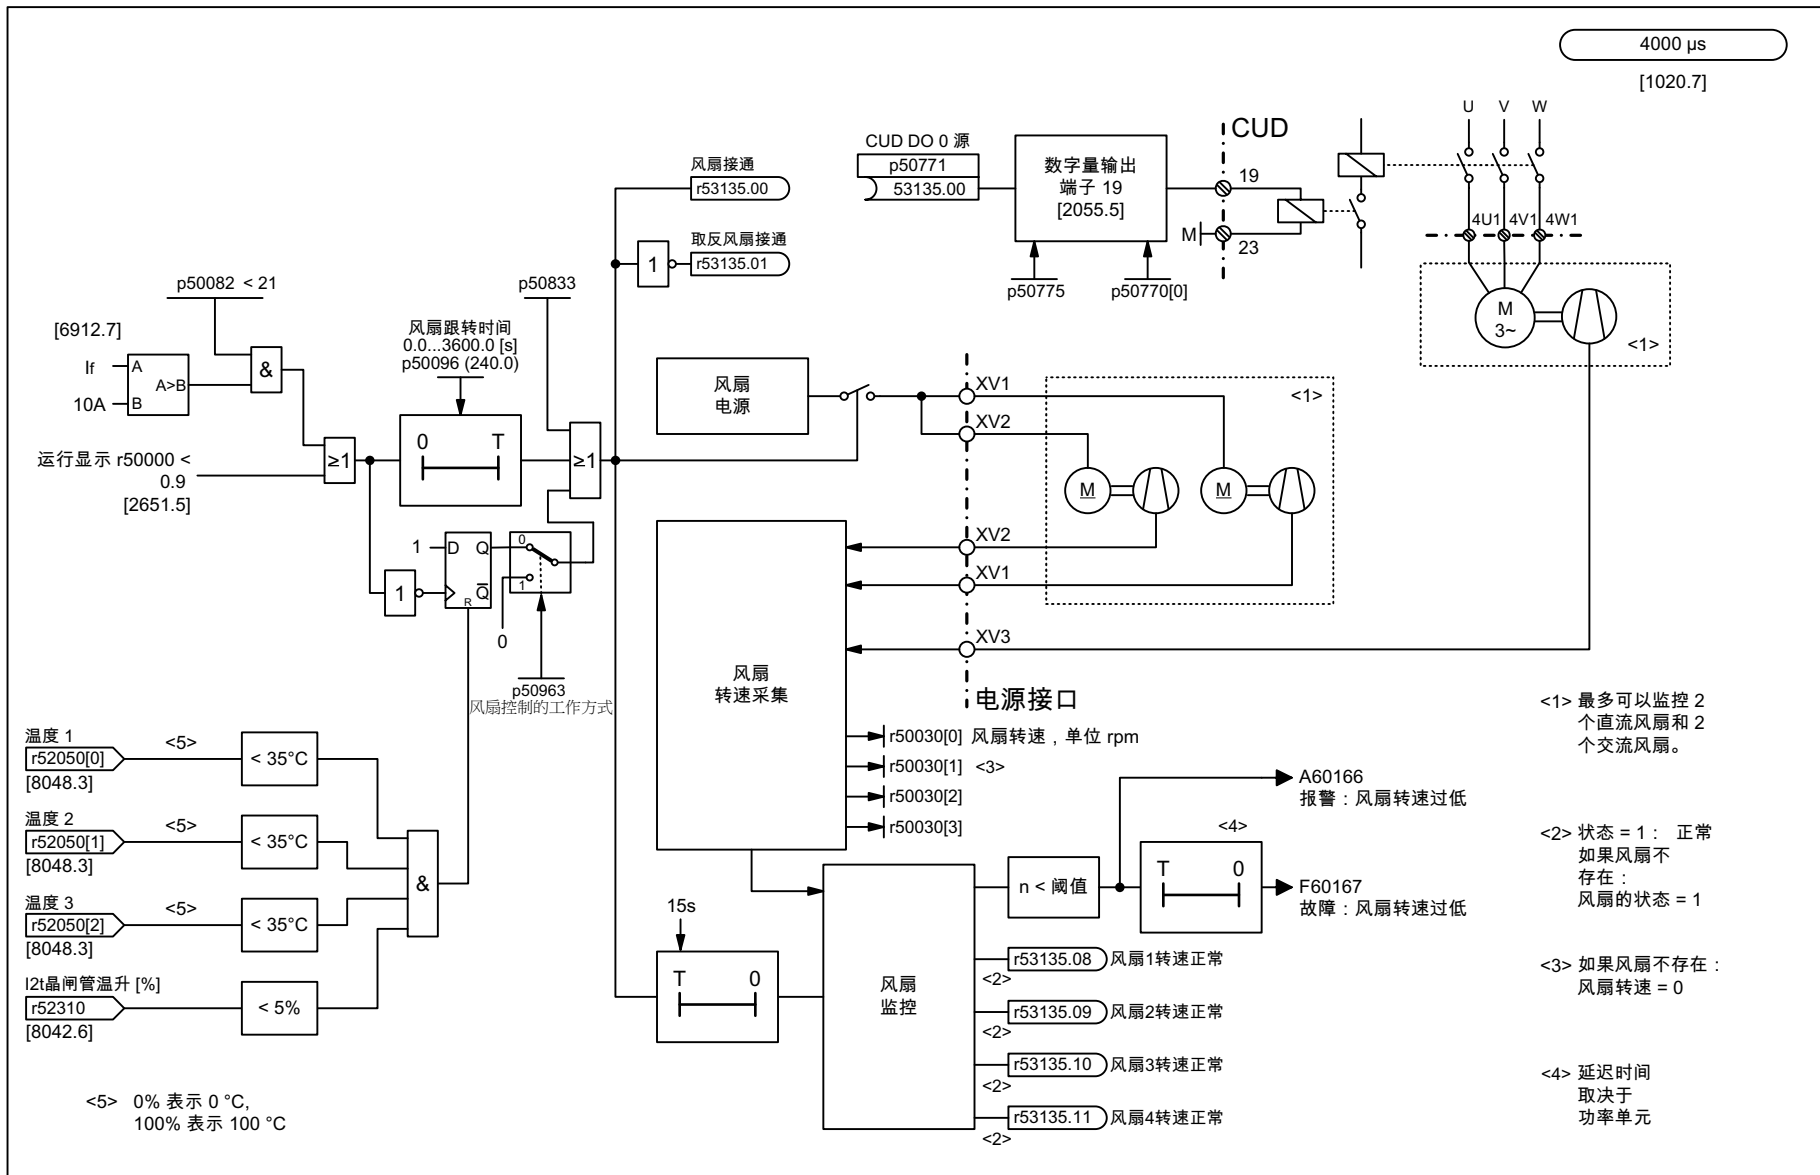 4000 µs
[1020.7]
U V W
CUD
CUD DO 0 源
p50771
53135.00
数字量输出
端子 19
[2055.5]
19
M
23
p50775
p50770[0]
4U1 4V1 4W1
M
3~
<1>
风扇接通
r53135.00
取反风扇接通
1
r53135.01
p50082 < 21
[6912.7]
If
A
A>B
10A
B
&
p50833
风扇跟转时间
0.0...3600.0 [s]
p50096 (240.0)
0 T
≥1
≥1
运行显示 r50000 <
0.9
[2651.5]
1
D Q
Q
R
1
0
1
0
p50963
风扇控制的工作方式
风扇
电源
XV1
XV2
<1>
M
M
XV2
XV1
XV3
电源接口
风扇
转速采集
r50030[0] 风扇转速，单位 rpm
r50030[1] <3>
r50030[2]
r50030[3]
温度 1
r52050[0]
[8048.3]
<5>
< 35°C
温度 2
r52050[1]
[8048.3]
<5>
< 35°C
温度 3
r52050[2]
[8048.3]
<5>
< 35°C
I2t晶闸管温升 [%]
r52310
[8042.6]
< 5%
&
15s
T 0
风扇
监控
n < 阈值
<4>
T 0
A60166
报警：风扇转速过低
F60167
故障：风扇转速过低
r53135.08 风扇1转速正常
<2>
r53135.09 风扇2转速正常
<2>
r53135.10 风扇3转速正常
<2>
r53135.11 风扇4转速正常
<2>
<1> 最多可以监控 2
个直流风扇和 2
个交流风扇。
<2> 状态 = 1： 正常
如果风扇不
存在：
风扇的状态 = 1
<3> 如果风扇不存在：
风扇转速 = 0
<4> 延迟时间
取决于
功率单元
<5> 0% 表示 0 °C,
100% 表示 100 °C